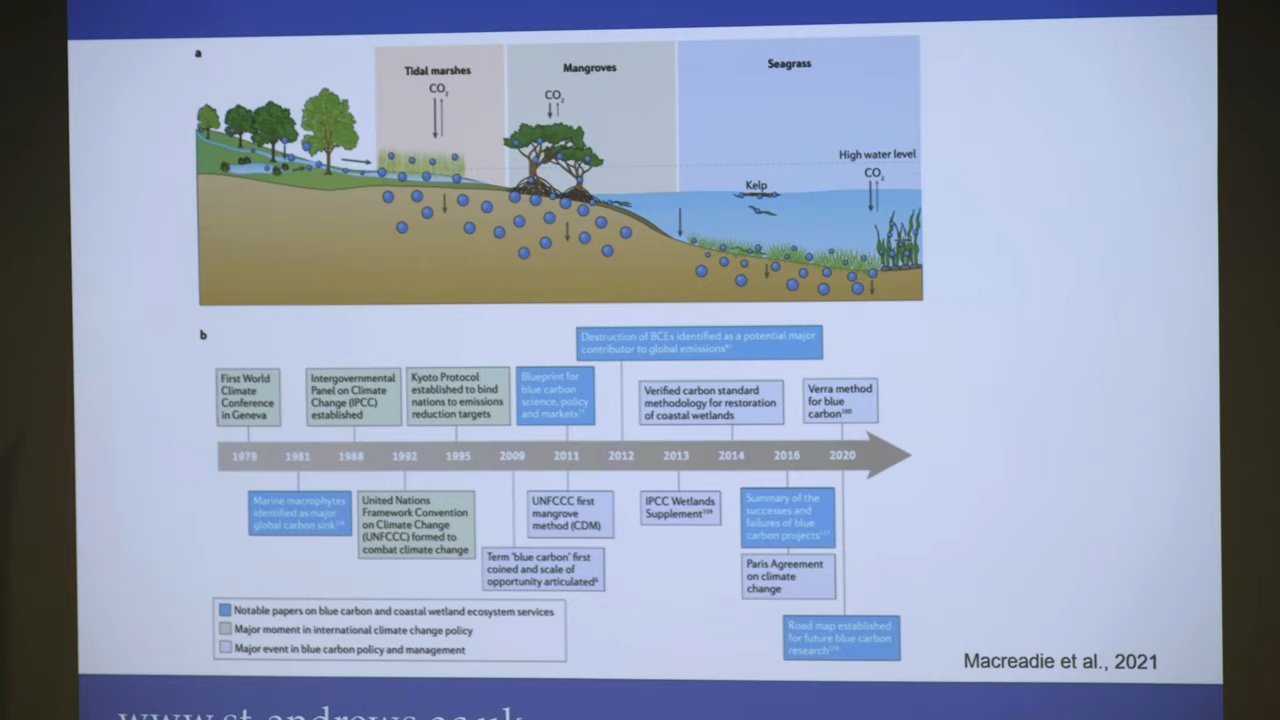 a
Tidal marshes
Mangroves
Seagrass
CO₂
CO₂
High water level
CO₂
Kelp
b
Destruction of BCEs identified as a potential major
contributor to global emissions
First World
Climate
Conference
in Geneva
Intergovernmental
Panel on Climate
Change (IPCC)
established
Kyoto Protocol
established to bind
nations to emissions
reduction targets
Blueprint for
blue carbon
science, policy
and markets
Verified carbon standard
methodology for restoration
of coastal wetlands
Verra method
for blue
carbon
1979 1981 1988 1992 1995 2009 2011 2012 2013 2014 2016 2020
Marine macrophytes
identified as major
global carbon sink
United Nations
Framework Convention
on Climate Change
(UNFCCC) formed to
combat climate change
Term 'blue carbon' first
coined and scale of
opportunity articulated
UNFCCC first
mangrove
method (CDM)
IPCC Wetlands
Supplement
Summary of the
successes and
failures of blue
carbon projects
Paris Agreement
on climate
change
Road map established
for future blue carbon
research
Notable papers on blue carbon and coastal wetland ecosystem services
Major moment in international climate change policy
Major event in blue carbon policy and management
Macreadie et al., 2021